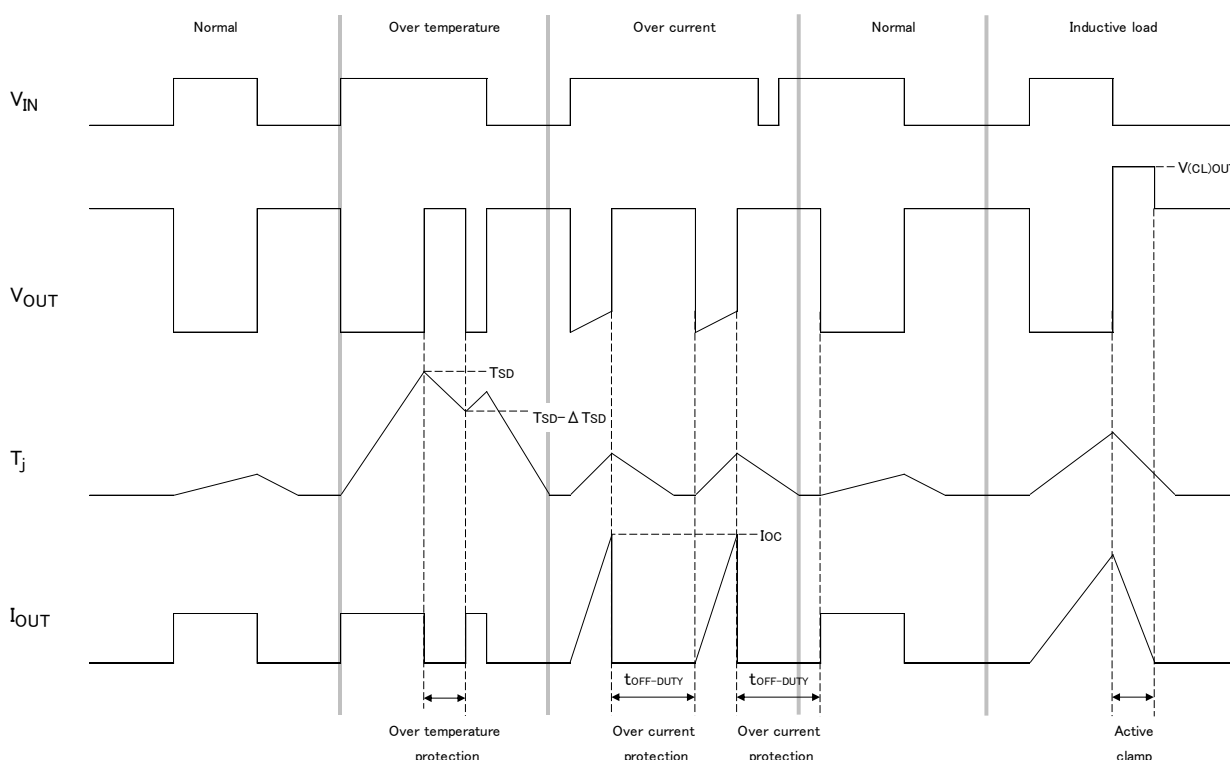 Normal
Over temperature
Over current
Normal
Inductive load
VIN
V(CL)OUT
VOUT
TSD
TSD-ΔTSD
Tj
IOC
IOUT
tOFF-DUTY
tOFF-DUTY
Over temperature
protection
Over current
protection
Over current
protection
Active
clamp